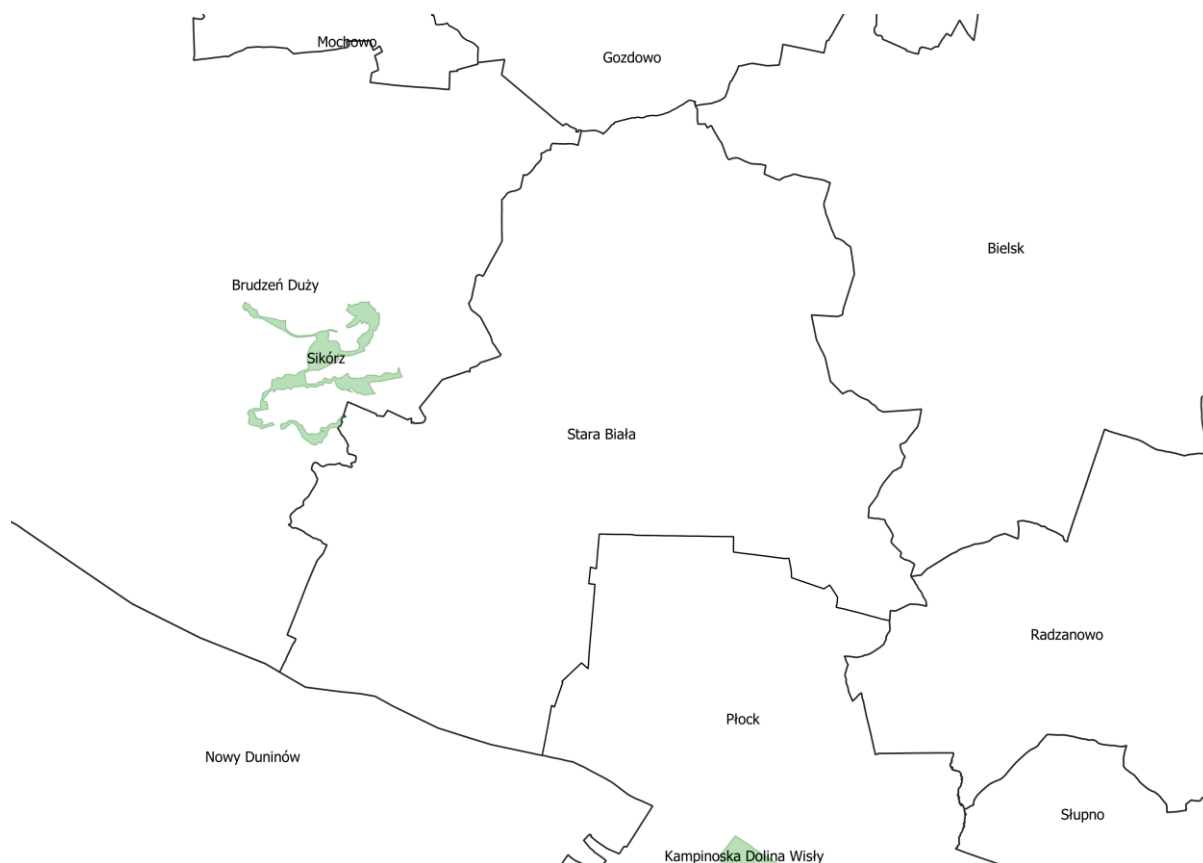 Mochowo
Gozdowo
Bielsk
Brudzeń Duży
Sikórz
Stara Biała
Radzanowo
Płock
Nowy Duninów
Słupno
Kampinoska Dolina Wisły